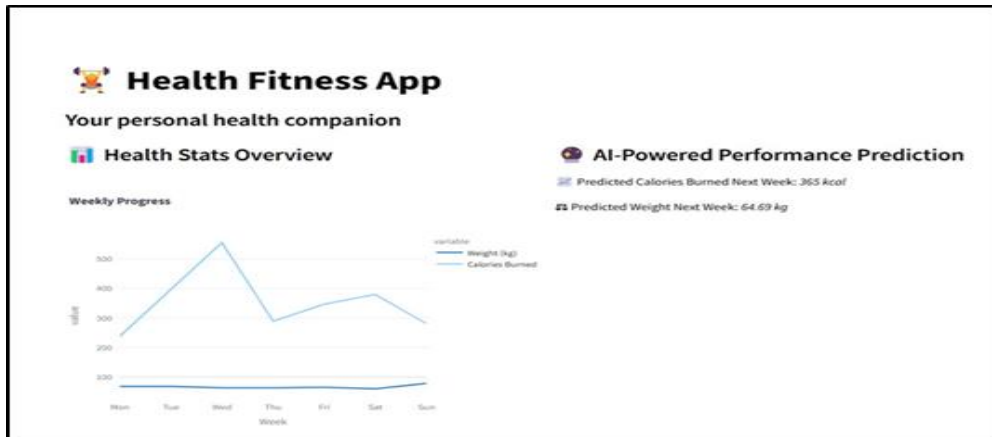 Health Fitness App
Your personal health companion
Health Stats Overview
Weekly Progress
variable
Weight (kg)
Calories Burned
500
400
300
200
100
value
Mon Tue Wed Thu Fri Sat Sun
Week
AI-Powered Performance Prediction
Predicted Calories Burned Next Week: 365 kcal
Predicted Weight Next Week: 64.69 kg